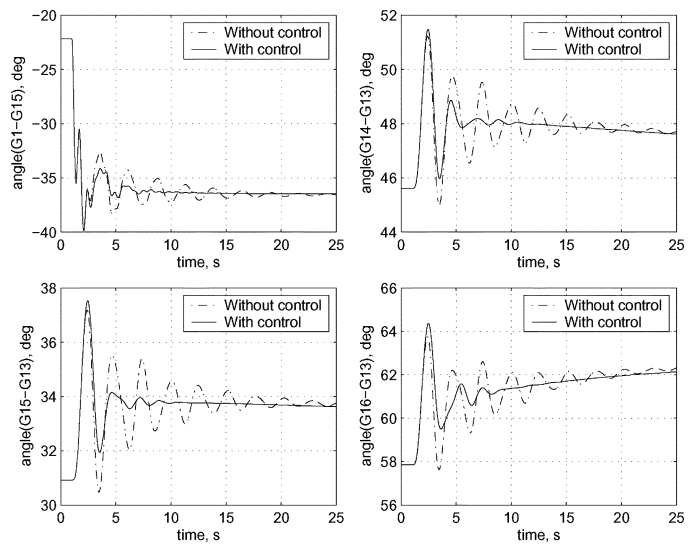 −20
−25
−30
−35
−40
0 5 10 15 20 25
angle(G1−G15), deg
time, s
Without control
With control
52
50
48
46
44
0 5 10 15 20 25
angle(G14−G13), deg
time, s
Without control
With control
38
36
34
32
30
0 5 10 15 20 25
angle(G15−G13), deg
time, s
Without control
With control
66
64
62
60
58
56
0 5 10 15 20 25
angle(G16−G13), deg
time, s
Without control
With control